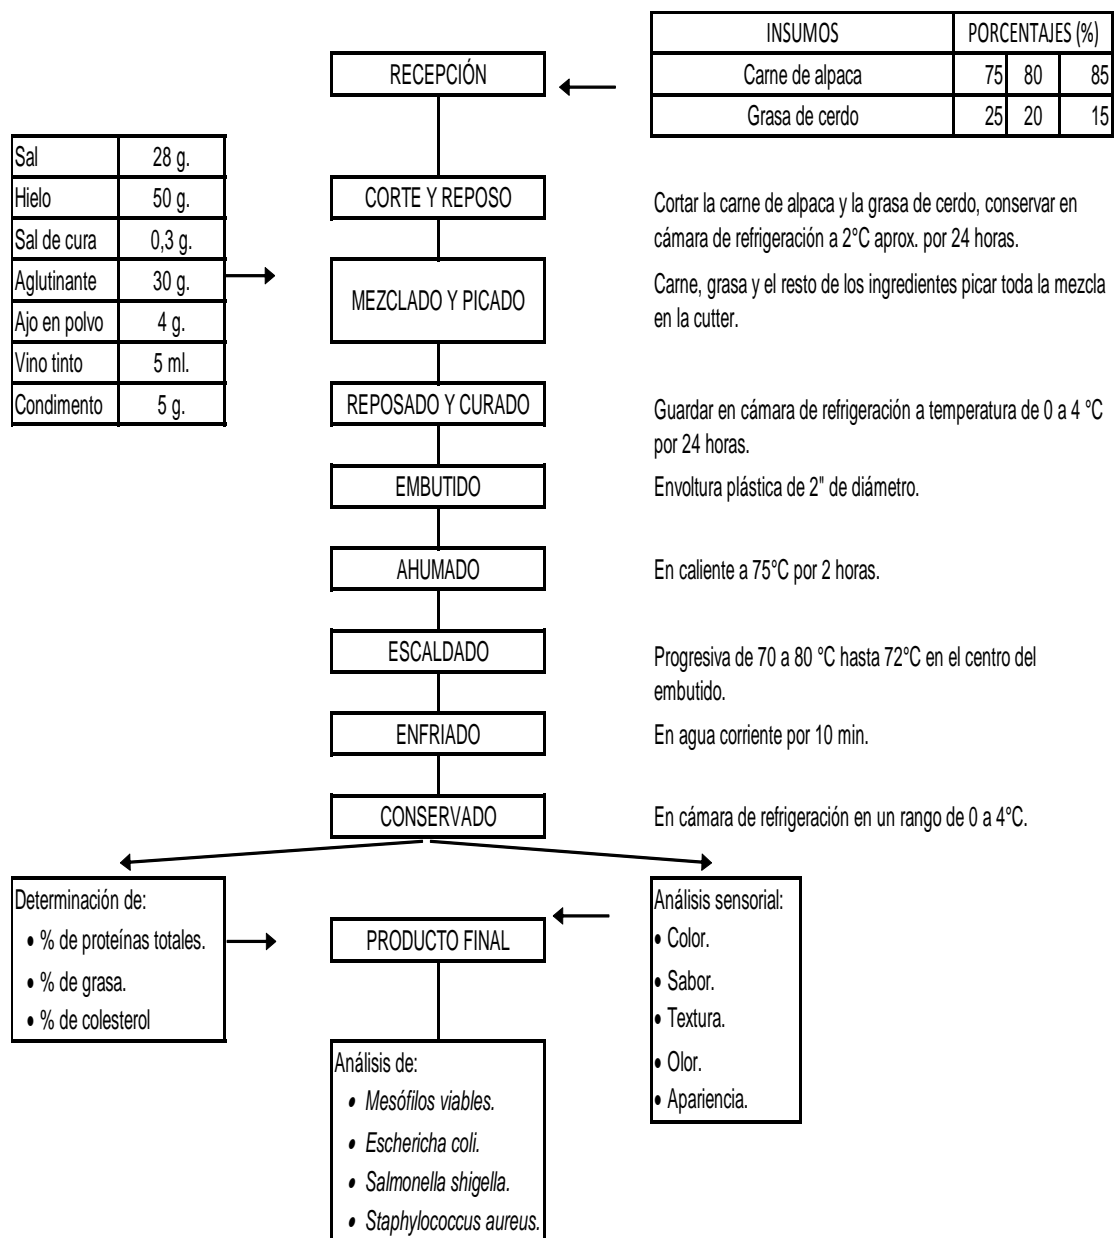 INSUMOS PORCENTAJES (%)
Carne de alpaca 75 80 85
Grasa de cerdo 25 20 15
RECEPCIÓN
Sal 28 g.
Hielo 50 g.
Sal de cura 0,3 g.
Aglutinante 30 g.
Ajo en polvo 4 g.
Vino tinto 5 ml.
Condimento 5 g.
CORTE Y REPOSO
Cortar la carne de alpaca y la grasa de cerdo, conservar en
cámara de refrigeración a 2°C aprox. por 24 horas.
MEZCLADO Y PICADO
Carne, grasa y el resto de los ingredientes picar toda la mezcla
en la cutter.
REPOSADO Y CURADO
Guardar en cámara de refrigeración a temperatura de 0 a 4 °C
por 24 horas.
EMBUTIDO
Envoltura plástica de 2" de diámetro.
AHUMADO
En caliente a 75°C por 2 horas.
ESCALDADO
Progresiva de 70 a 80 °C hasta 72°C en el centro del
embutido.
ENFRIADO
En agua corriente por 10 min.
CONSERVADO
En cámara de refrigeración en un rango de 0 a 4°C.
Determinación de:
• % de proteínas totales.
• % de grasa.
• % de colesterol
PRODUCTO FINAL
Análisis sensorial:
• Color.
• Sabor.
• Textura.
• Olor.
• Apariencia.
Análisis de:
• Mesófilos viables.
• Eschericha coli.
• Salmonella shigella.
• Staphylococcus aureus.